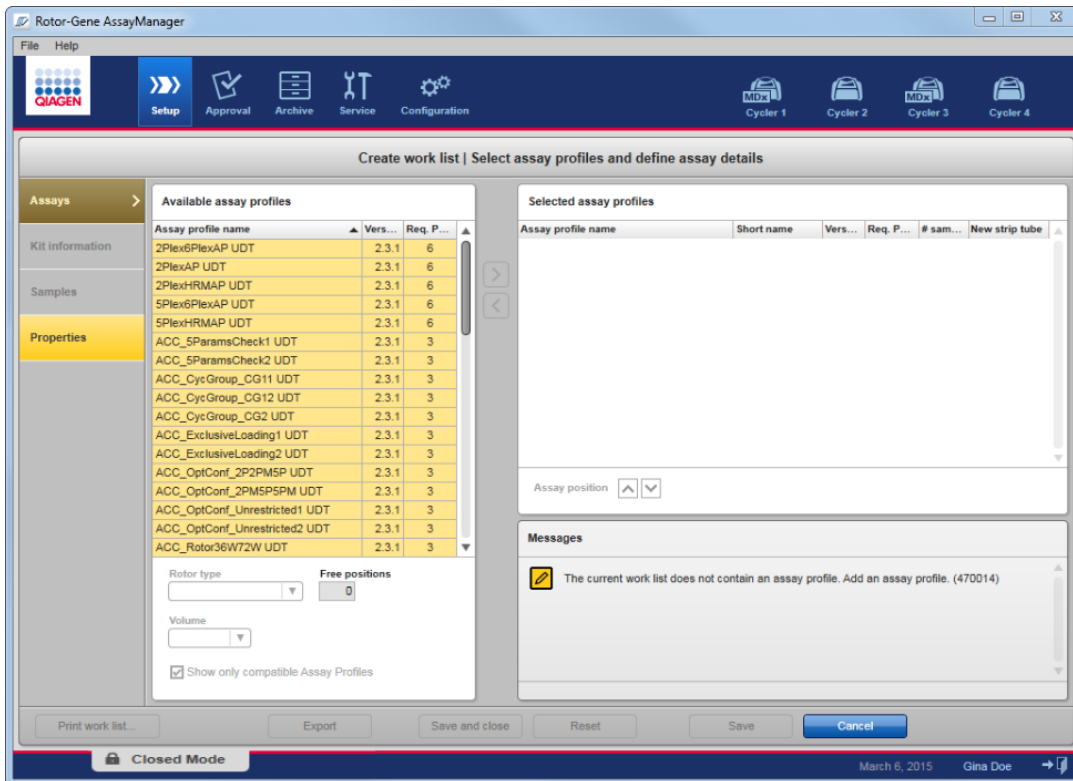 Rotor-Gene AssayManager
File Help
QIAGEN
Setup Approval Archive Service Configuration
MDx MDx
Cycler 1 Cycler 2 Cycler 3 Cycler 4
Create work list | Select assay profiles and define assay details
Assays
Kit information
Samples
Properties
Available assay profiles
Assay profile name Vers... Req. P...
2Plex6PlexAP UDT 2.3.1 6
2PlexAP UDT 2.3.1 6
2PlexHRMAP UDT 2.3.1 6
5Plex6PlexAP UDT 2.3.1 6
5PlexHRMAP UDT 2.3.1 6
ACC_5ParamsCheck1 UDT 2.3.1 3
ACC_5ParamsCheck2 UDT 2.3.1 3
ACC_CycGroup_CG11 UDT 2.3.1 3
ACC_CycGroup_CG12 UDT 2.3.1 3
ACC_CycGroup_CG2 UDT 2.3.1 3
ACC_ExclusiveLoading1 UDT 2.3.1 3
ACC_ExclusiveLoading2 UDT 2.3.1 3
ACC_OptConf_2P2PM5P UDT 2.3.1 3
ACC_OptConf_2PM5P5PM UDT 2.3.1 3
ACC_OptConf_Unrestricted1 UDT 2.3.1 3
ACC_OptConf_Unrestricted2 UDT 2.3.1 3
ACC_Rotor36W72W UDT 2.3.1 3
Rotor type Free positions
0
Volume
Show only compatible Assay Profiles
Selected assay profiles
Assay profile name Short name Vers... Req. P... # sam... New strip tube
Assay position
Messages
The current work list does not contain an assay profile. Add an assay profile. (470014)
Print work list... Export Save and close Reset Save Cancel
Closed Mode
March 6, 2015 Gina Doe